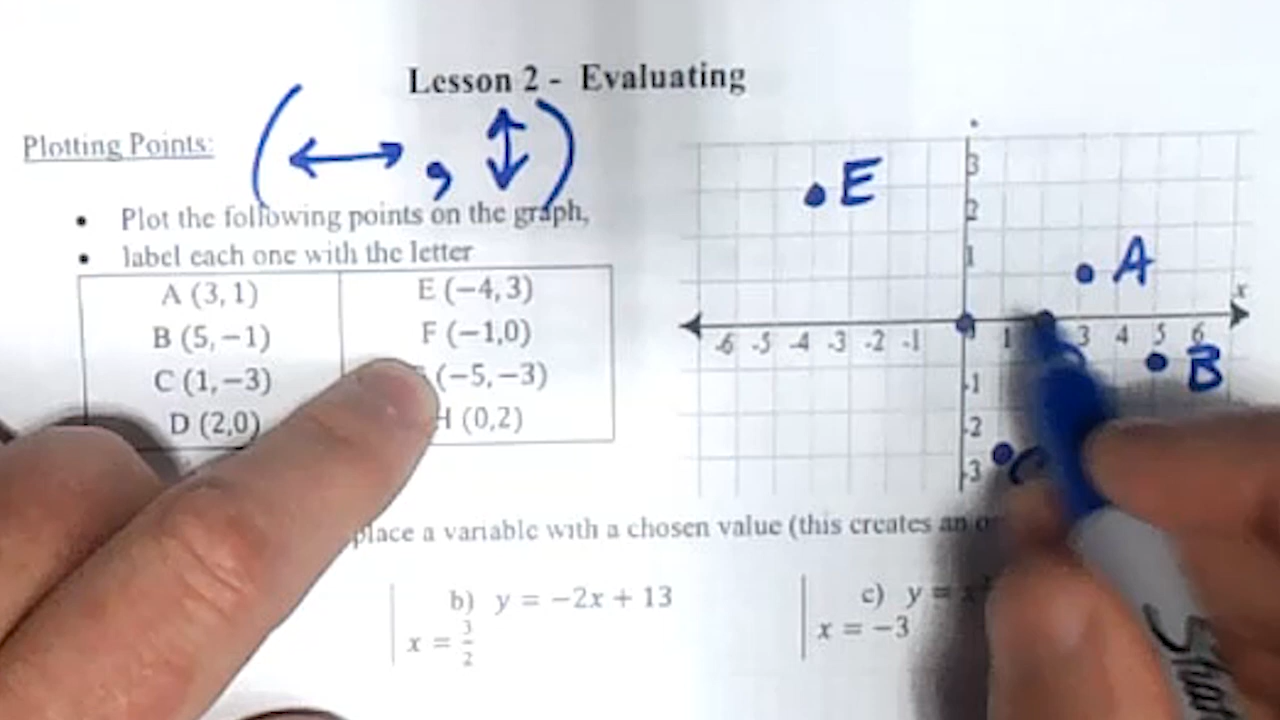 Lesson 2 - Evaluating
Plotting Points:
( ↔ , ↕ )
• Plot the following points on the graph,
• label each one with the letter
A (3, 1) E (−4, 3)
B (5, −1) F (−1,0)
C (1, −3) (−5, −3)
D (2,0) H (0,2)
E
A
B
C
3
2
1
x
-6 -5 -4 -3 -2 -1 1 3 4 5 6
-1
-2
-3
place a variable with a chosen value (this creates an
b) y = −2x + 13
x = 3/2
c) y =
x = −3